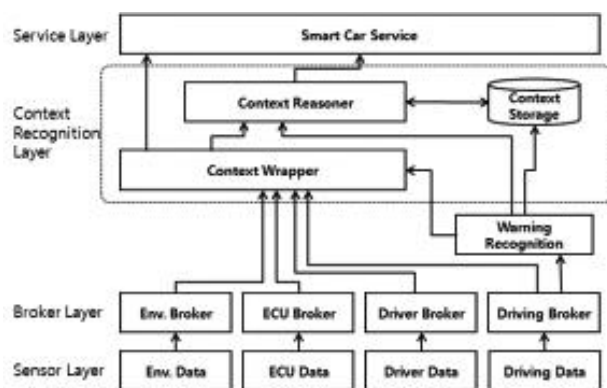 Service Layer
Smart Car Service
Context
Recognition
Layer
Context Reasoner
Context
Storage
Context Wrapper
Warning
Recognition
Broker Layer
Env. Broker
ECU Broker
Driver Broker
Driving Broker
Sensor Layer
Env. Data
ECU Data
Driver Data
Driving Data